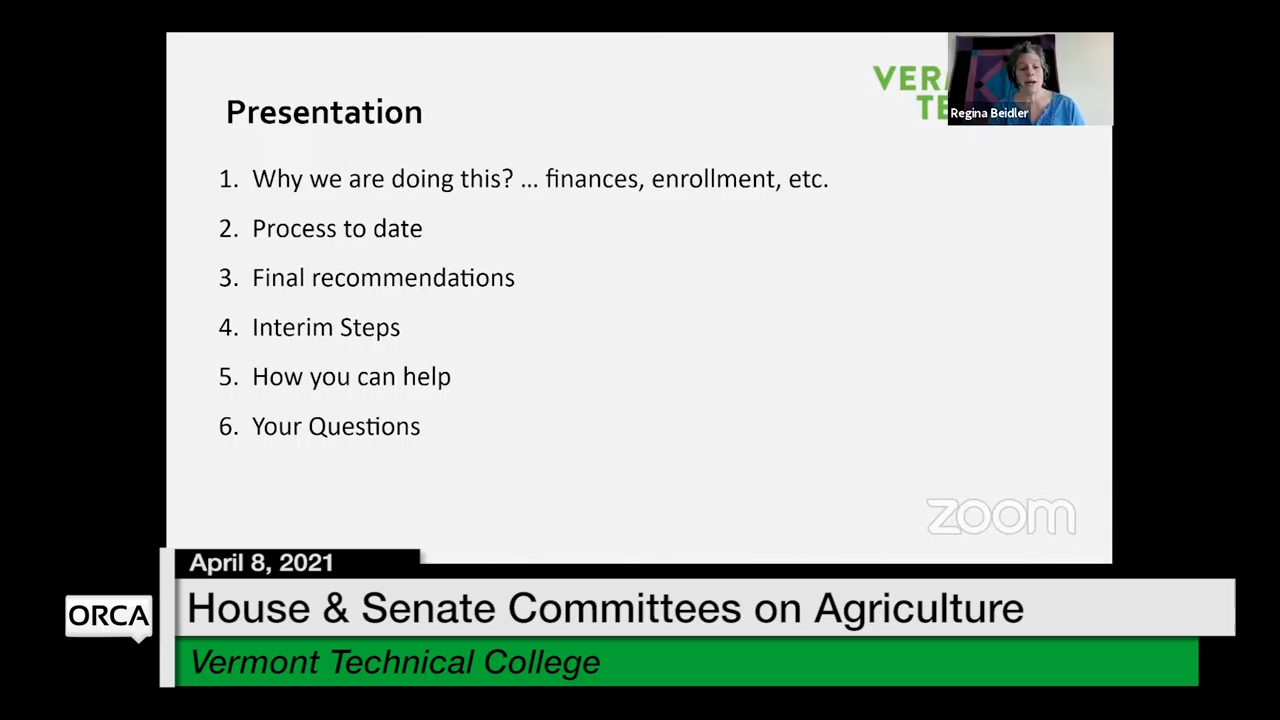 VER
TE
Regina Beidler
Presentation
1. Why we are doing this? ... finances, enrollment, etc.
2. Process to date
3. Final recommendations
4. Interim Steps
5. How you can help
6. Your Questions
zoom
April 8, 2021
ORCA
House & Senate Committees on Agriculture
Vermont Technical College